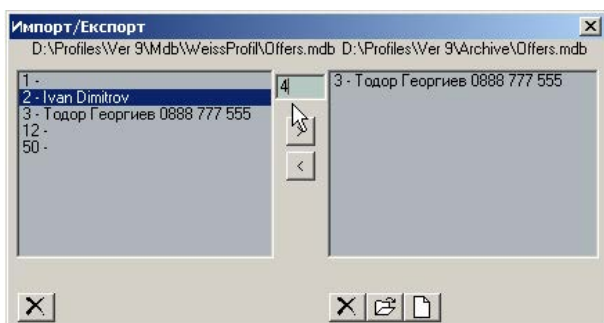 Импорт/Експорт
D:\Profiles\Ver 9\Mdb\WeissProfil\Offers.mdb D:\Profiles\Ver 9\Archive\Offers.mdb
1 -
2 - Ivan Dimitrov
3 - Тодор Георгиев 0888 777 555
12 -
50 -
4
>
<
3 - Тодор Георгиев 0888 777 555